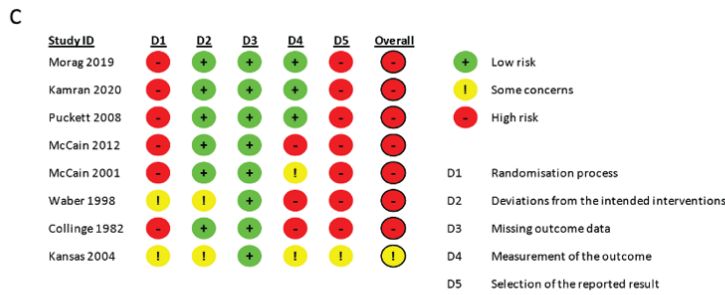 C
Study ID D1 D2 D3 D4 D5 Overall
Morag 2019 - + + + - -
Kamran 2020 - + + + - -
Puckett 2008 - + + + - -
McCain 2012 - + + - - -
McCain 2001 - + + ! - -
Waber 1998 ! ! + - - -
Collinge 1982 - + + - - -
Kansas 2004 ! ! + ! ! !
+ Low risk
! Some concerns
- High risk
D1 Randomisation process
D2 Deviations from the intended interventions
D3 Missing outcome data
D4 Measurement of the outcome
D5 Selection of the reported result